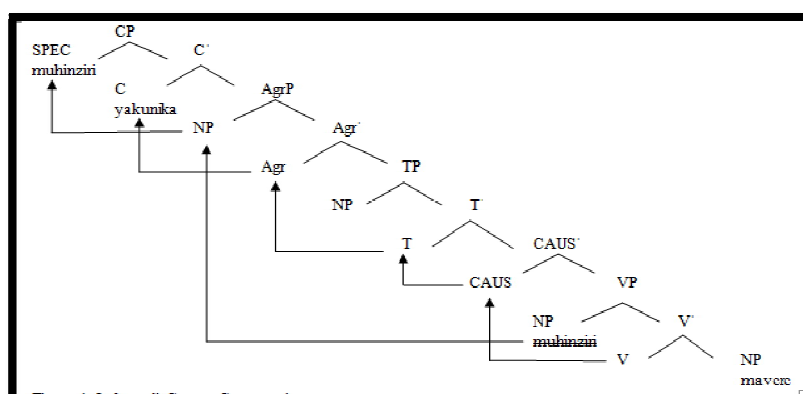 CP
SPEC C'
muhinziri
C AgrP
yakunika
NP Agr'
Agr TP
NP T'
T CAUS'
CAUS VP
NP V'
muhinziri
V NP
mavere